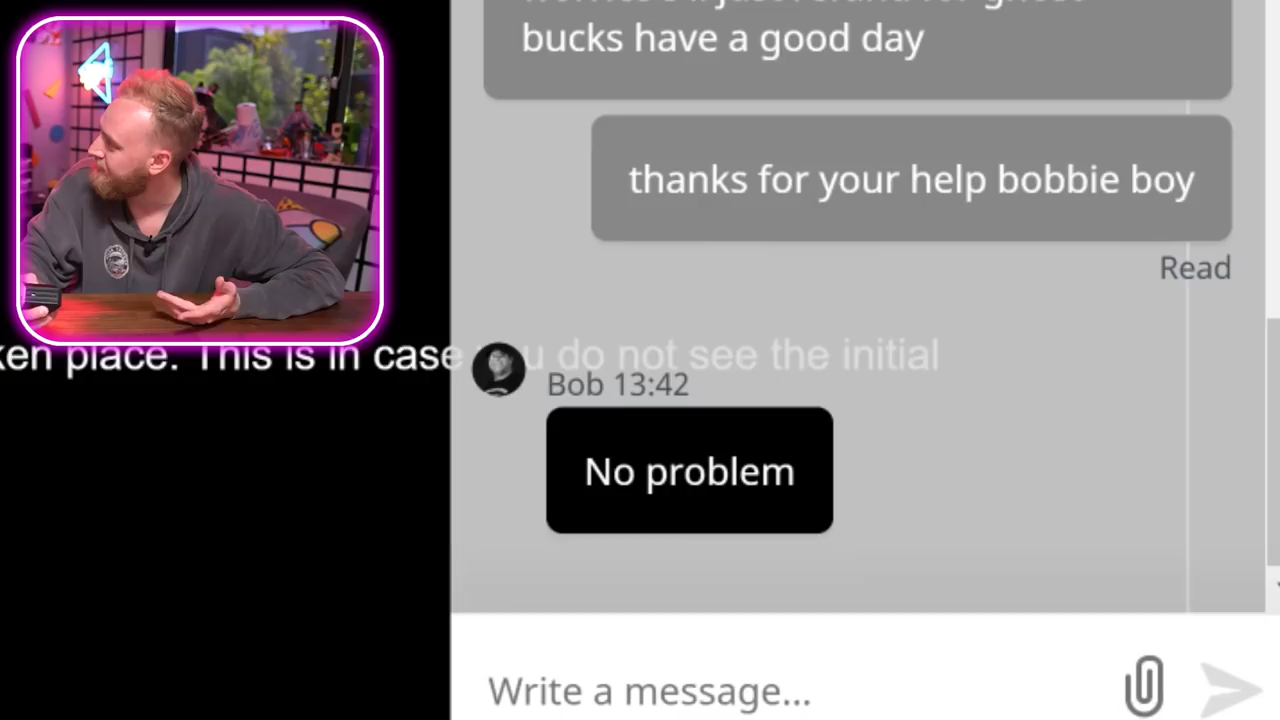 bucks have a good day
thanks for your help bobbie boy
Read
place. This is in case
u do not see the initial
Bob 13:42
No problem
Write a message...